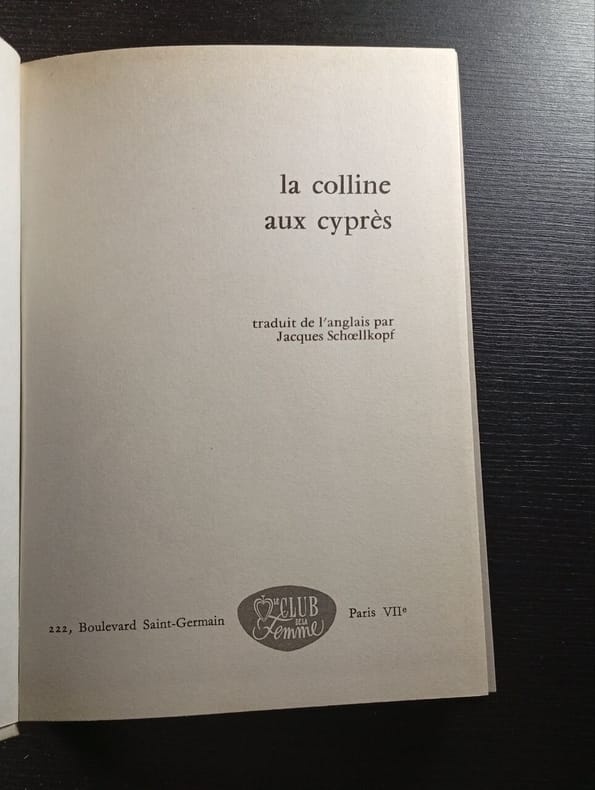 la colline
aux cyprès
traduit de l'anglais par
Jacques Schœllkopf
222, Boulevard Saint-Germain
LE CLUB
DE LA
Femme
Paris VIIe